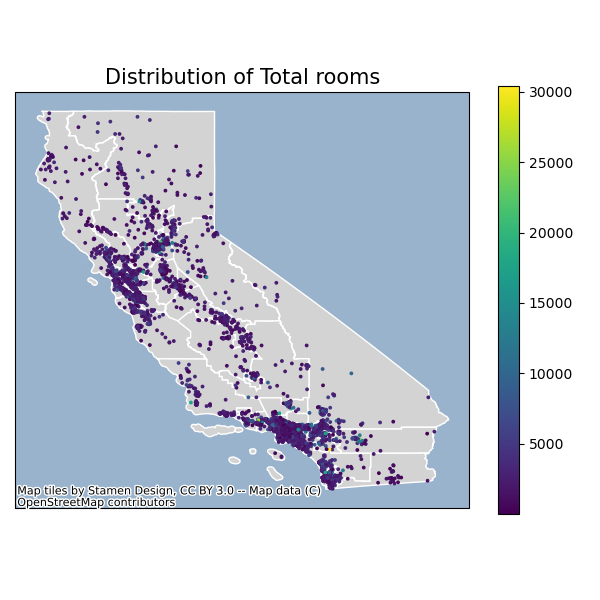 Distribution of Total rooms
30000
25000
20000
15000
10000
5000
Map tiles by Stamen Design, CC BY 3.0 -- Map data (C)
OpenStreetMap contributors